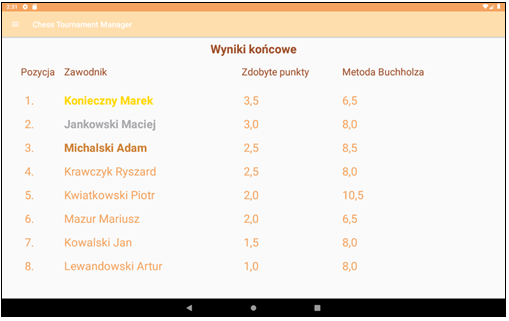 2:31
Chess Tournament Manager
Wyniki końcowe
Pozycja Zawodnik Zdobyte punkty Metoda Buchholza
1. Konieczny Marek 3,5 6,5
2. Jankowski Maciej 3,0 8,0
3. Michalski Adam 2,5 8,5
4. Krawczyk Ryszard 2,5 8,0
5. Kwiatkowski Piotr 2,0 10,5
6. Mazur Mariusz 2,0 6,5
7. Kowalski Jan 1,5 8,0
8. Lewandowski Artur 1,0 8,0